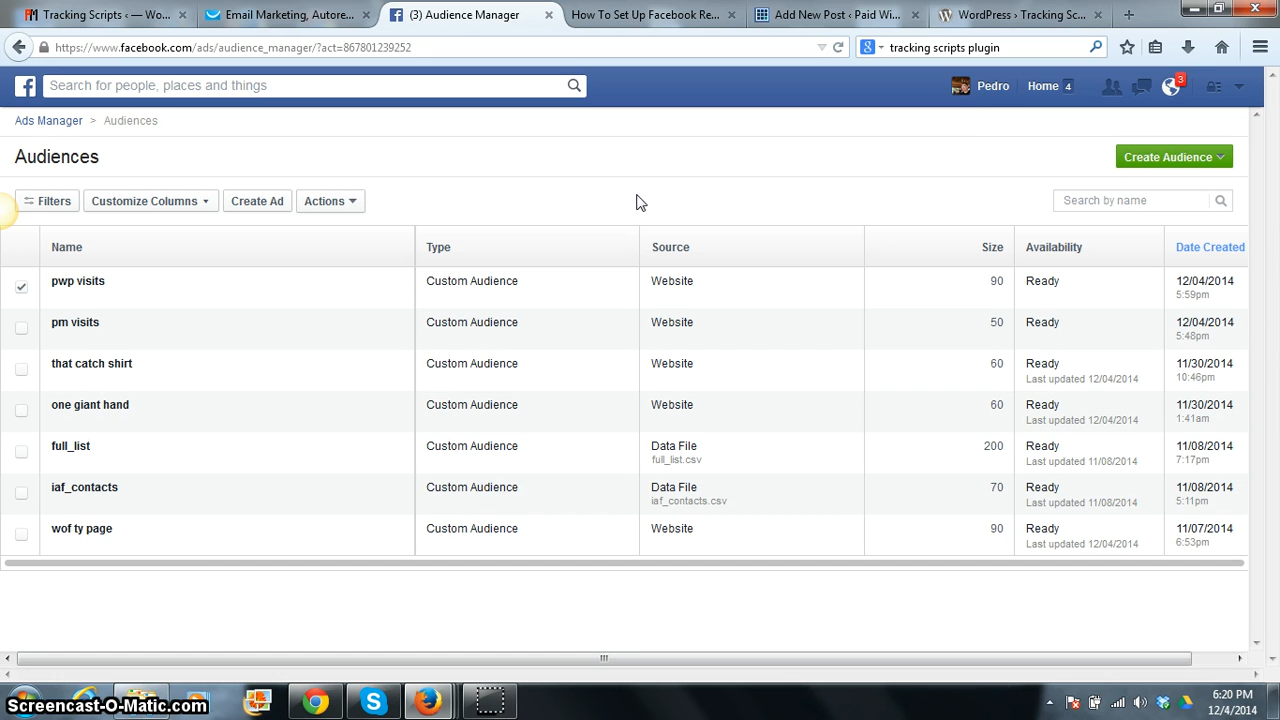 Tracking Scripts — Wo...
Email Marketing, Autore...
(3) Audience Manager
How To Set Up Facebook Re...
Add New Post ‹ Paid Wi...
WordPress › Tracking Sc...
https://www.facebook.com/ads/audience_manager/?act=867801239252
tracking scripts plugin
Search for people, places and things
Pedro
Home 4
3
Ads Manager > Audiences
Audiences
Create Audience
Filters
Customize Columns
Create Ad
Actions
Search by name
Name Type Source Size Availability Date Created
pwp visits Custom Audience Website 90 Ready 12/04/2014
5:59pm
pm visits Custom Audience Website 50 Ready 12/04/2014
5:48pm
that catch shirt Custom Audience Website 60 Ready 11/30/2014
Last updated 12/04/2014 10:46pm
one giant hand Custom Audience Website 60 Ready 11/30/2014
Last updated 12/04/2014 1:41am
full_list Custom Audience Data File 200 Ready 11/08/2014
full_list.csv Last updated 11/08/2014 7:17pm
iaf_contacts Custom Audience Data File 70 Ready 11/08/2014
iaf_contacts.csv Last updated 11/08/2014 5:11pm
wof ty page Custom Audience Website 90 Ready 11/07/2014
Last updated 12/04/2014 6:53pm
Screencast-O-Matic.com
6:20 PM
12/4/2014